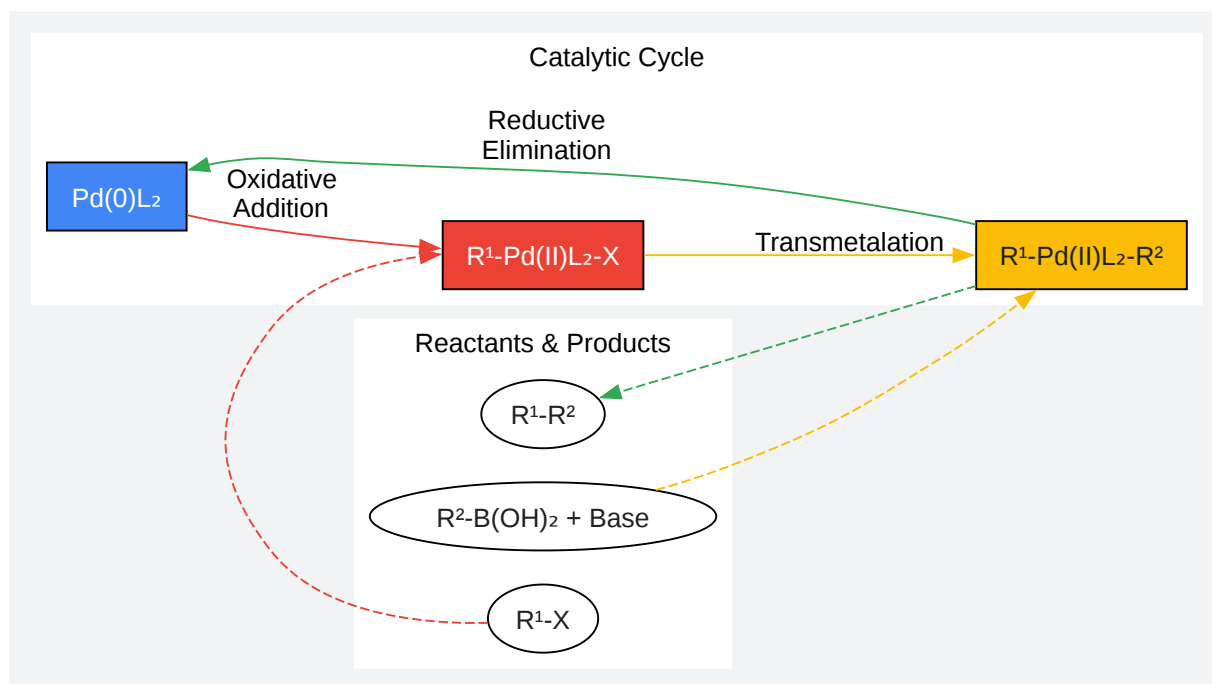 Catalytic Cycle
Reductive
Elimination
Oxidative
Addition
Pd(0)L₂
R¹-Pd(II)L₂-X
Transmetalation
R¹-Pd(II)L₂-R²
Reactants & Products
R¹-R²
R²-B(OH)₂ + Base
R¹-X